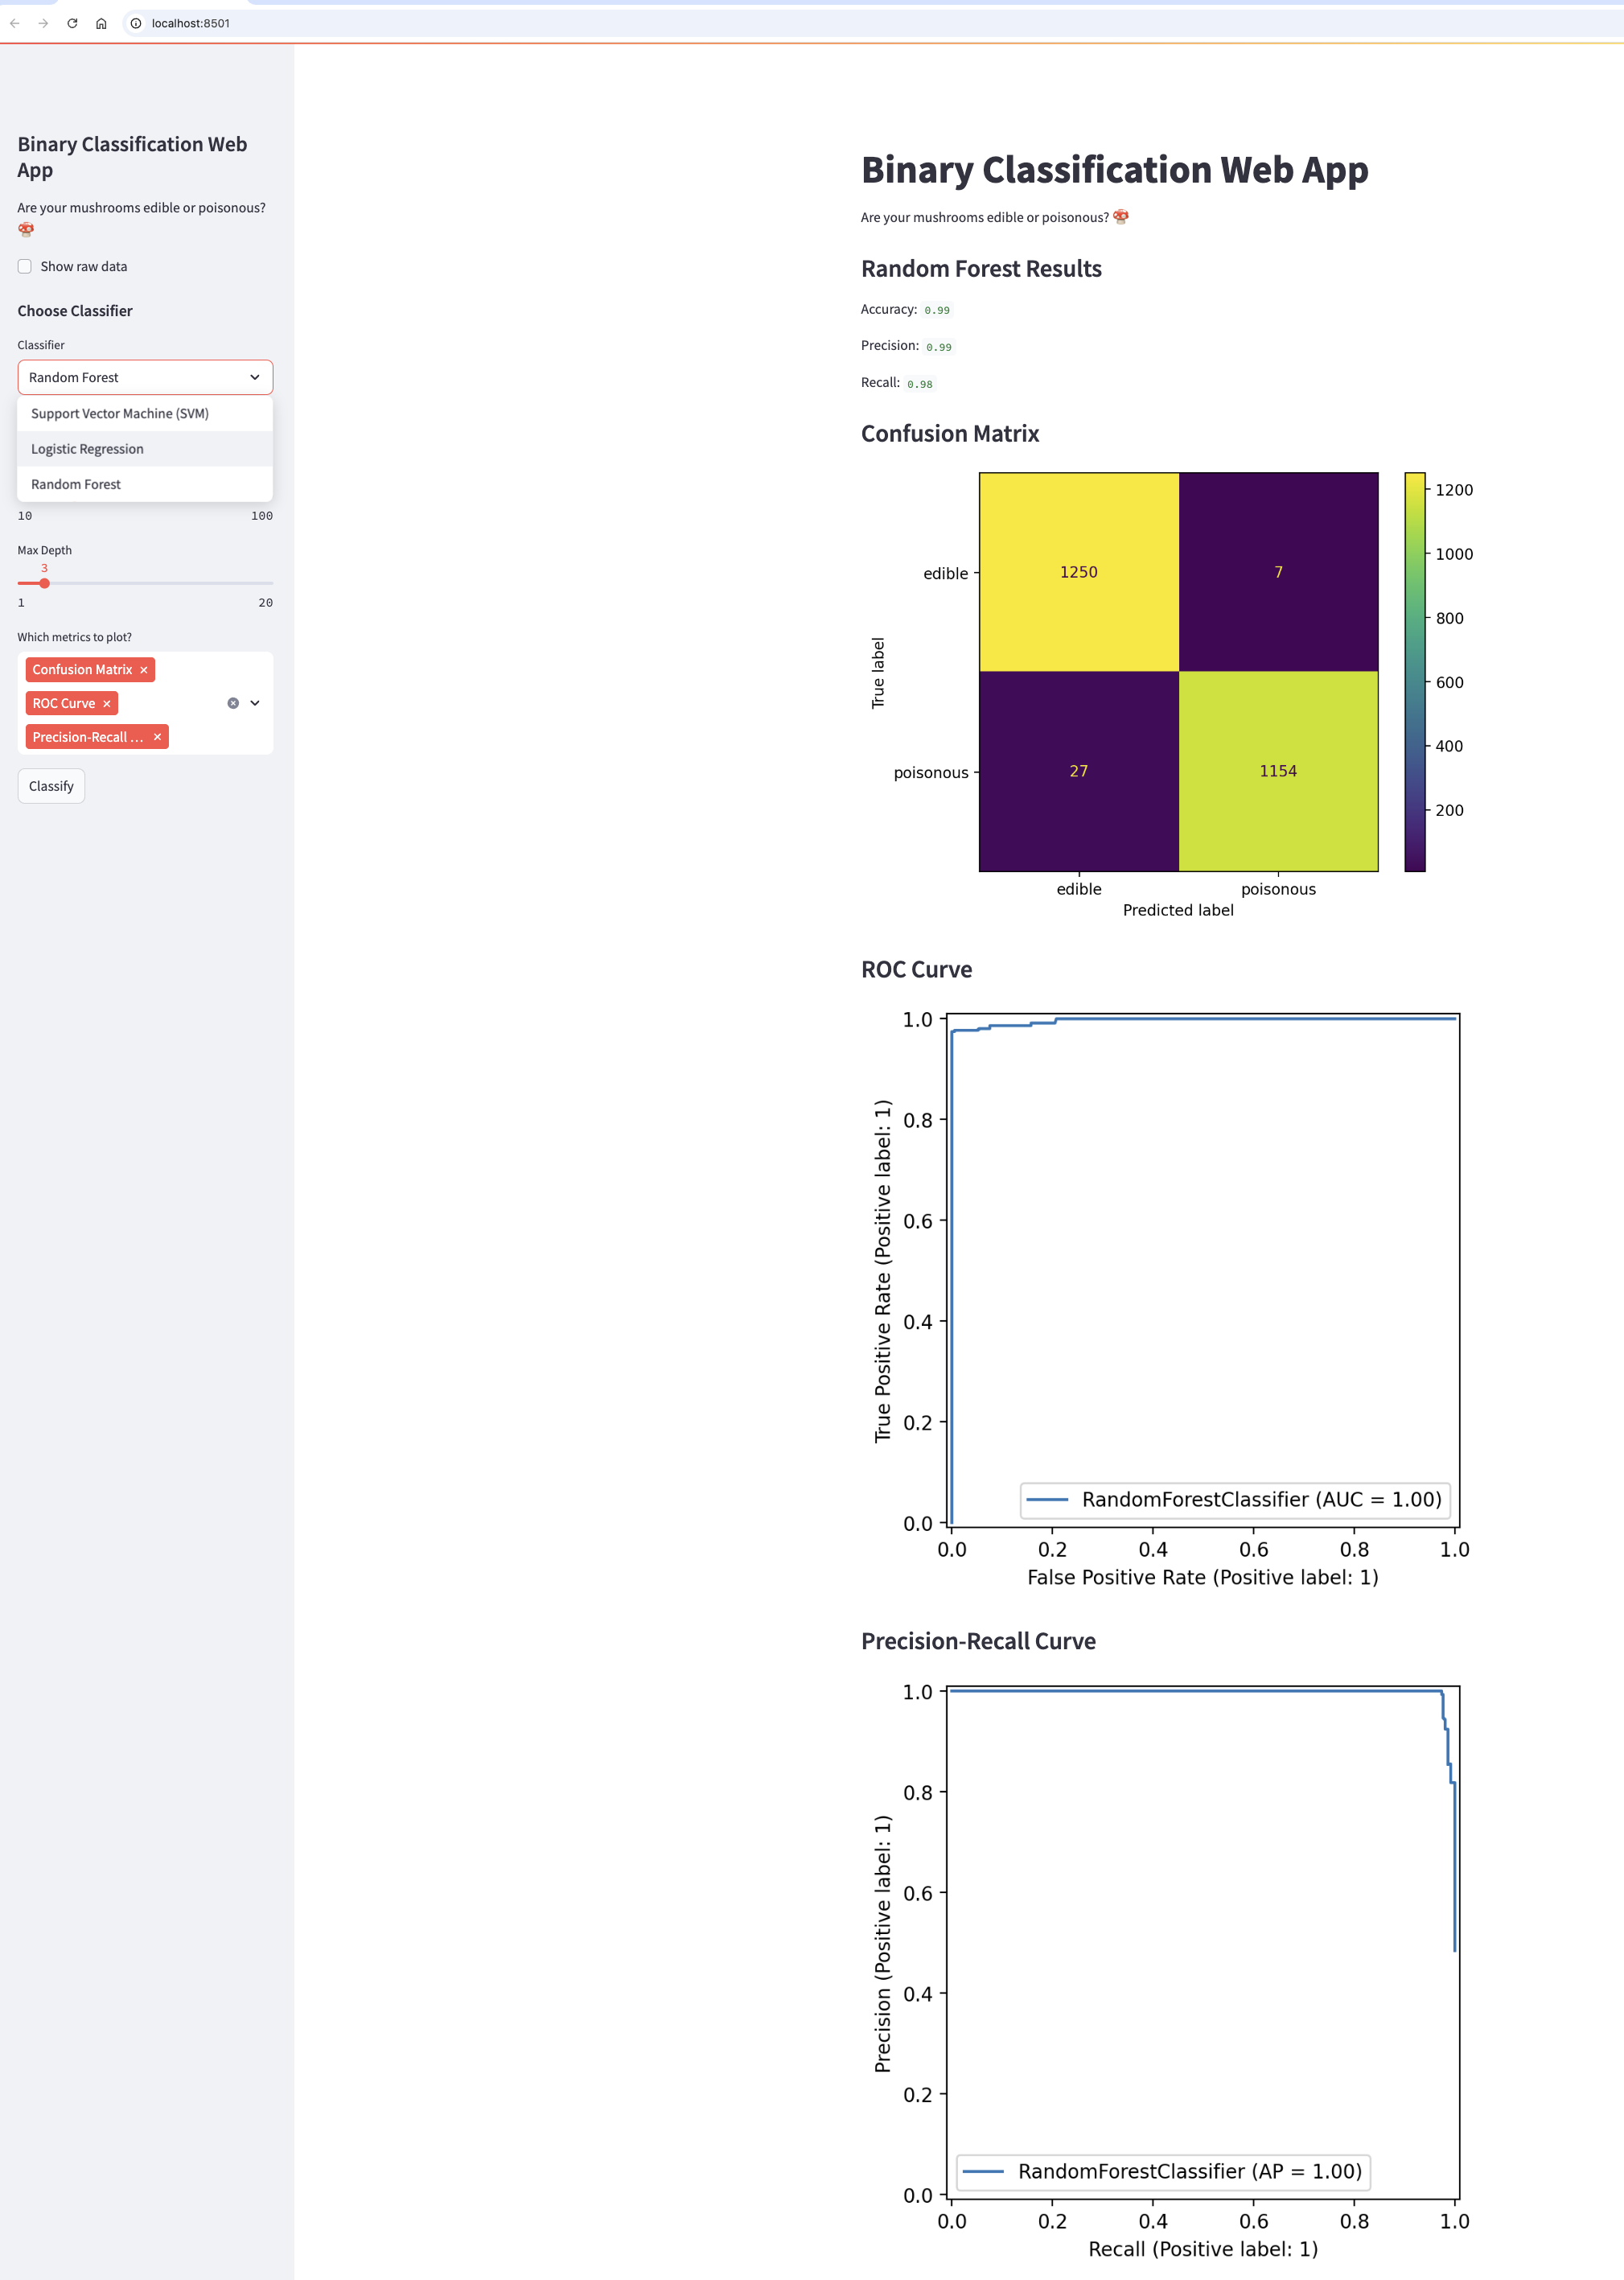 localhost:8501
Binary Classification Web
App
Are your mushrooms edible or poisonous?
🍄
Show raw data
Choose Classifier
Classifier
Random Forest
Support Vector Machine (SVM)
Logistic Regression
Random Forest
10 100
Max Depth
3
1 20
Which metrics to plot?
Confusion Matrix ×
ROC Curve ×
Precision-Recall … ×
Classify
Binary Classification Web App
Are your mushrooms edible or poisonous? 🍄
Random Forest Results
Accuracy: 0.99
Precision: 0.99
Recall: 0.98
Confusion Matrix
True label
edible
poisonous
1250 7
27 1154
edible poisonous
Predicted label
1200
1000
800
600
400
200
ROC Curve
True Positive Rate (Positive label: 1)
1.0
0.8
0.6
0.4
0.2
0.0
RandomForestClassifier (AUC = 1.00)
0.0 0.2 0.4 0.6 0.8 1.0
False Positive Rate (Positive label: 1)
Precision-Recall Curve
Precision (Positive label: 1)
1.0
0.8
0.6
0.4
0.2
0.0
RandomForestClassifier (AP = 1.00)
0.0 0.2 0.4 0.6 0.8 1.0
Recall (Positive label: 1)